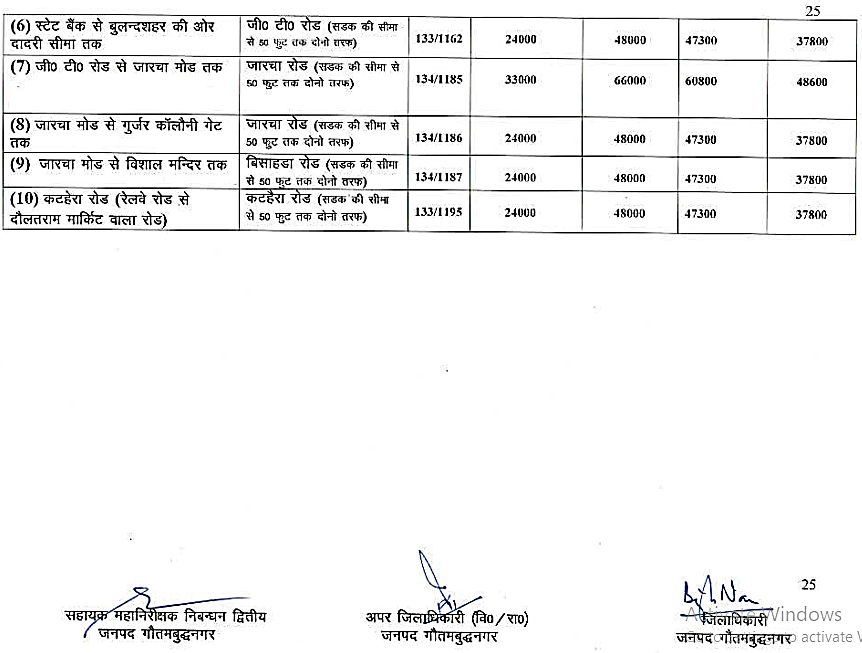 25
(6) स्टेट बैंक से बुलन्दशहर की ओर दादरी सीमा तक | जी0 टी0 रोड (सडक की सीमा से 50 फुट तक दोनो तरफ) | 133/1162 | 24000 | 48000 | 47300 | 37800
(7) जी0 टी0 रोड से जारचा मोड तक | जारचा रोड (सडक की सीमा से 50 फुट तक दोनो तरफ) | 134/1185 | 33000 | 66000 | 60800 | 48600
(8) जारचा मोड से गुर्जर कॉलौनी गेट तक | जारचा रोड (सडक की सीमा से 50 फुट तक दोनो तरफ) | 134/1186 | 24000 | 48000 | 47300 | 37800
(9) जारचा मोड से विशाल मन्दिर तक | बिसाहडा रोड (सडक की सीमा से 50 फुट तक दोनो तरफ) | 134/1187 | 24000 | 48000 | 47300 | 37800
(10) कटहेरा रोड (रेलवे रोड से दौलतराम मार्किट वाला रोड) | कटहैरा रोड (सडक की सीमा से 50 फुट तक दोनो तरफ) | 133/1195 | 24000 | 48000 | 47300 | 37800
25
सहायक महानिरीक्षक निबन्धन द्वितीय
जनपद गौतमबुद्धनगर
अपर जिलाधिकारी (वि0/रा0)
जनपद गौतमबुद्धनगर
जिलाधिकारी
जनपद गौतमबुद्धनगर
Activate Windows
to activate